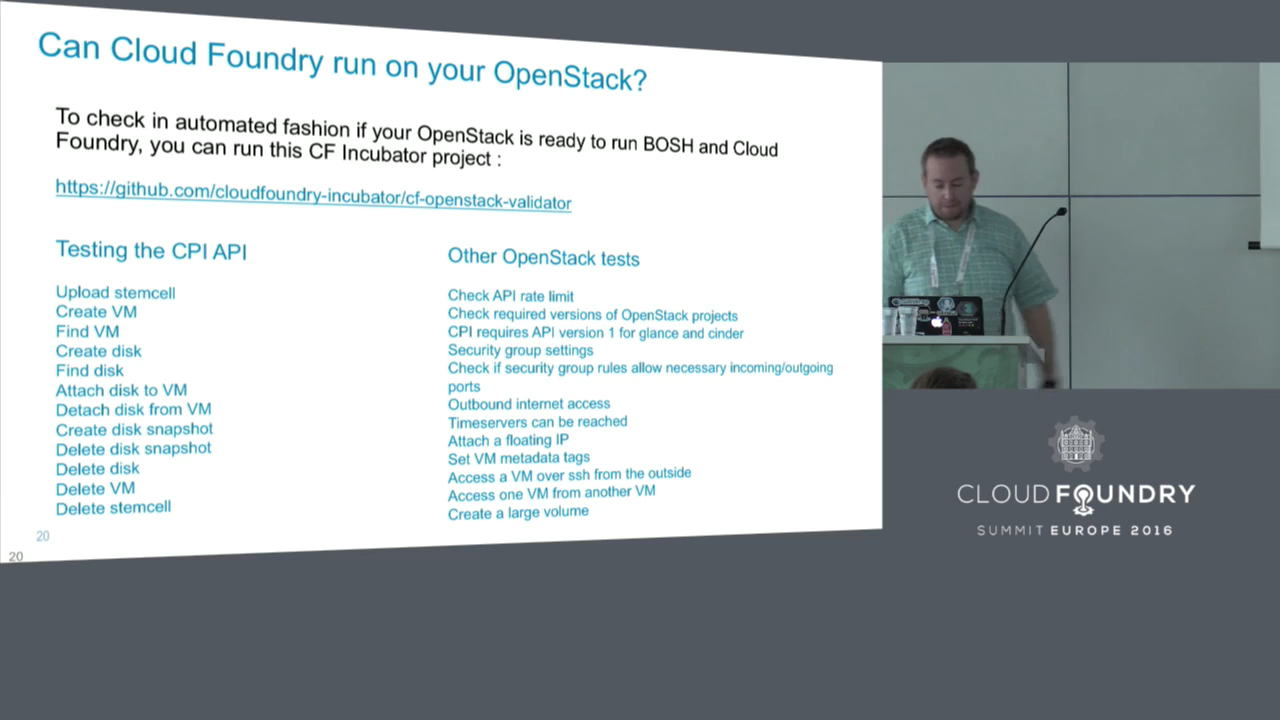 Can Cloud Foundry run on your OpenStack?
To check in automated fashion if your OpenStack is ready to run BOSH and Cloud
Foundry, you can run this CF Incubator project :
https://github.com/cloudfoundry-incubator/cf-openstack-validator
Testing the CPI API
Upload stemcell
Create VM
Find VM
Create disk
Find disk
Attach disk to VM
Detach disk from VM
Create disk snapshot
Delete disk snapshot
Delete disk
Delete VM
Delete stemcell
Other OpenStack tests
Check API rate limit
Check required versions of OpenStack projects
CPI requires API version 1 for glance and cinder
Security group settings
Check if security group rules allow necessary incoming/outgoing
ports
Outbound internet access
Timeservers can be reached
Attach a floating IP
Set VM metadata tags
Access a VM over ssh from the outside
Access one VM from another VM
Create a large volume
20
20
CLOUD FOUNDRY
SUMMIT EUROPE 2016